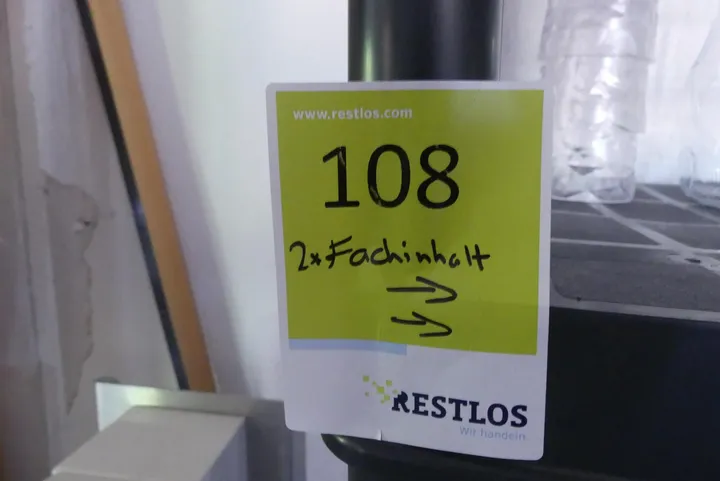 www.restlos.com
108
2x Fachinhalt
RESTLOS
Wir handeln